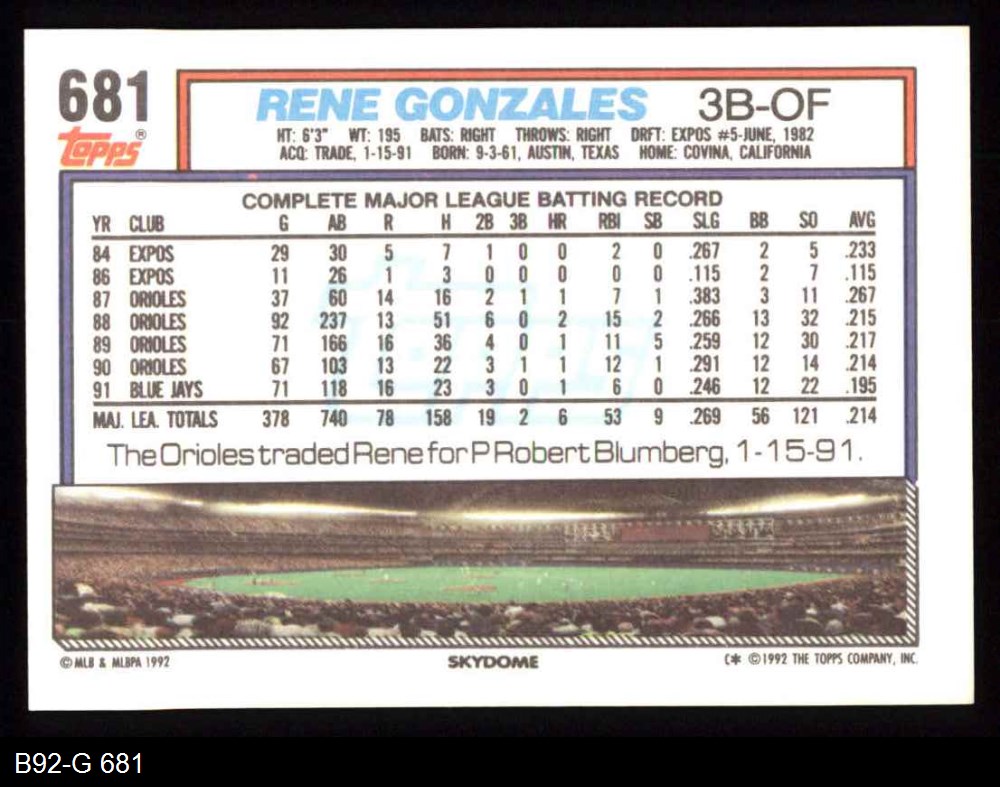 681
Topps®
RENE GONZALES 3B-OF
HT: 6'3" WT: 195 BATS: RIGHT THROWS: RIGHT DRFT: EXPOS #5-JUNE, 1982
ACQ: TRADE, 1-15-91 BORN: 9-3-61, AUSTIN, TEXAS HOME: COVINA, CALIFORNIA
COMPLETE MAJOR LEAGUE BATTING RECORD
YR CLUB G AB R H 2B 3B HR RBI SB SLG BB SO AVG
84 EXPOS 29 30 5 7 1 0 0 2 0 .267 2 5 .233
86 EXPOS 11 26 1 3 0 0 0 0 0 .115 2 7 .115
87 ORIOLES 37 60 14 16 2 1 1 7 1 .383 3 11 .267
88 ORIOLES 92 237 13 51 6 0 2 15 2 .266 13 32 .215
89 ORIOLES 71 166 16 36 4 0 1 11 5 .259 12 30 .217
90 ORIOLES 67 103 13 22 3 1 1 12 1 .291 12 14 .214
91 BLUE JAYS 71 118 16 23 3 0 1 6 0 .246 12 22 .195
MAJ. LEA. TOTALS 378 740 78 158 19 2 6 53 9 .269 56 121 .214
The Orioles traded Rene for P Robert Blumberg, 1-15-91.
© MLB & MLBPA 1992 SKYDOME C* ©1992 THE TOPPS COMPANY, INC.
B92-G 681